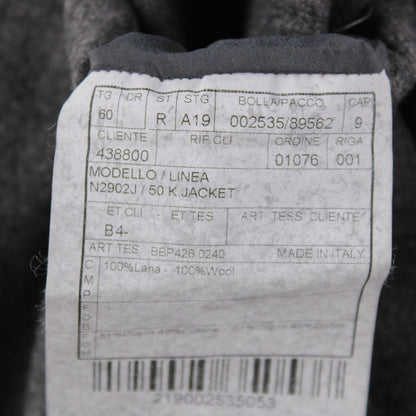 TG DR ST STG BOLLA/PACCO CAP
60 R A19 002535/89562 9
CLIENTE RIF.CLI ORDINE RIGA
438800 01076 001
MODELLO / LINEA
N2902J / 50 K.JACKET
ET.CLI - ET TES ART TESS CLIENTE
B4-
ART.TES BBP426 0240 MADE IN ITALY
100%Lana - 100%Wool
219002535053